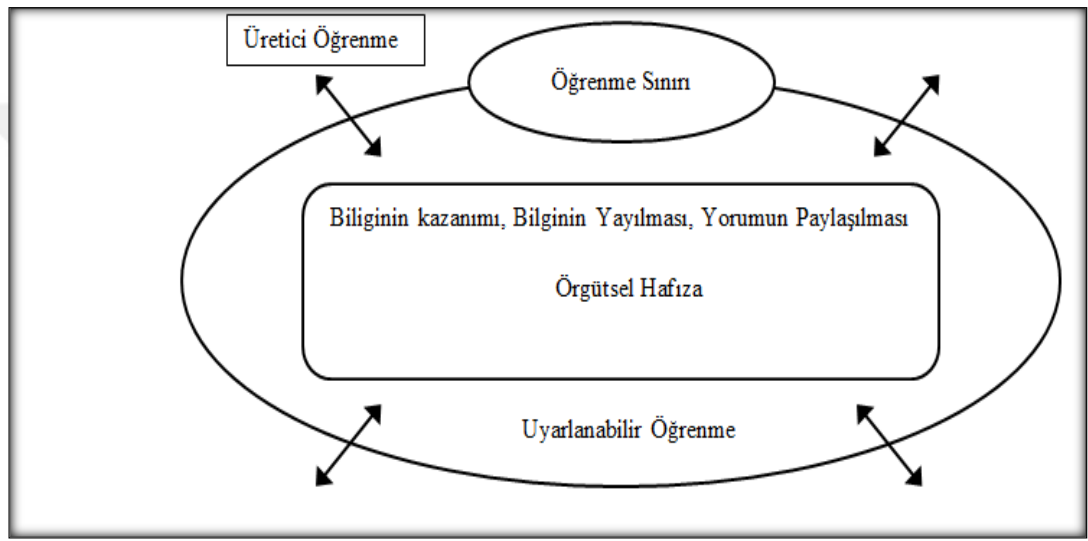 Üretici Öğrenme
Öğrenme Sınırı
Biliginin kazanımı, Bilginin Yayılması, Yorumun Paylaşılması
Örgütsel Hafıza
Uyarlanabilir Öğrenme